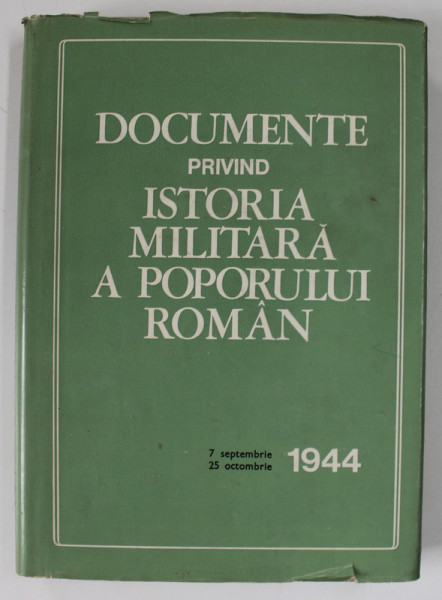 DOCUMENTE
PRIVIND
ISTORIA
MILITARĂ
A POPORULUI
ROMÂN
7 septembrie
25 octombrie 1944